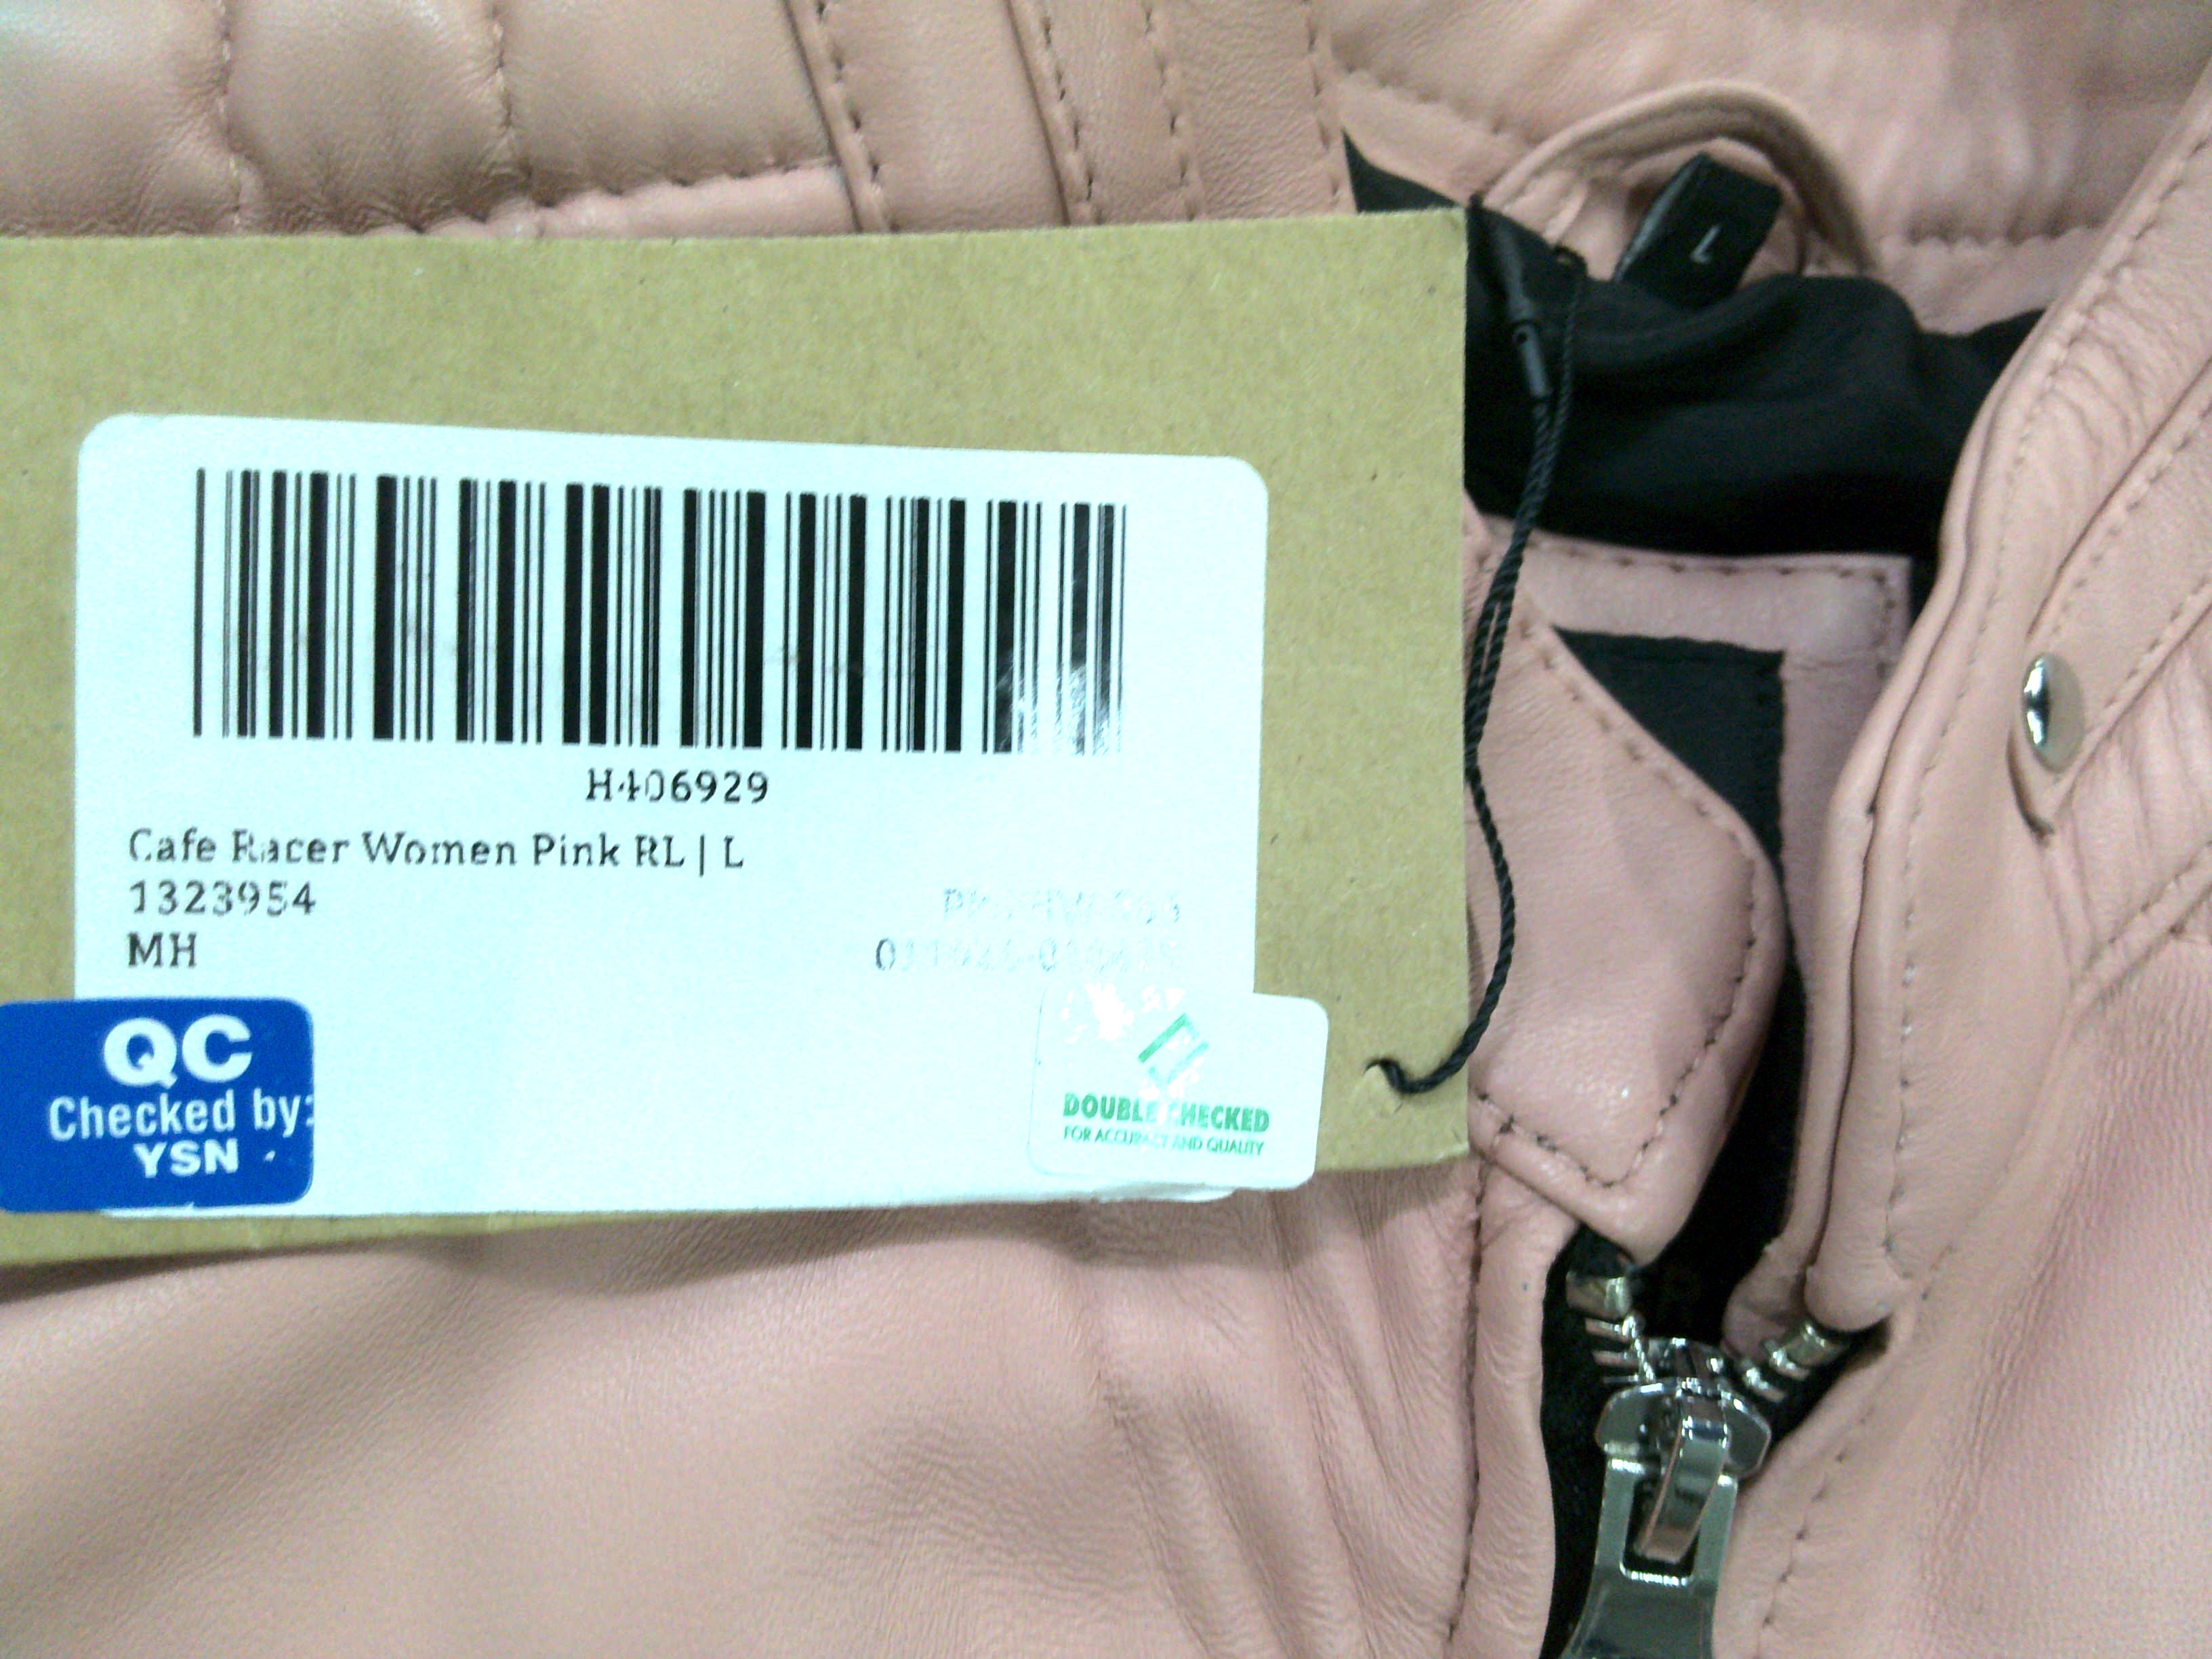 L
H406929
Cafe Racer Women Pink RL | L
1323954
MH
QC
Checked by:
YSN
DOUBLE CHECKED
FOR ACCURACY AND QUALITY